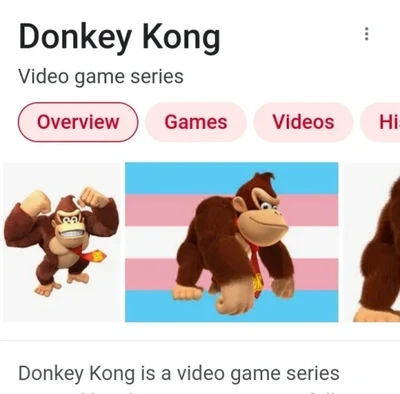 Donkey Kong
Video game series
Overview Games Videos Hi
Donkey Kong is a video game series